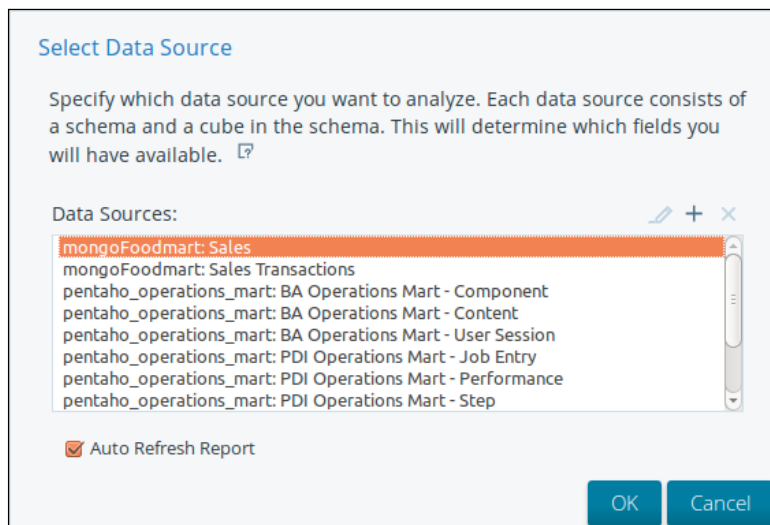 Select Data Source
Specify which data source you want to analyze. Each data source consists of
a schema and a cube in the schema. This will determine which fields you
will have available.
Data Sources:
mongoFoodmart: Sales
mongoFoodmart: Sales Transactions
pentaho_operations_mart: BA Operations Mart - Component
pentaho_operations_mart: BA Operations Mart - Content
pentaho_operations_mart: BA Operations Mart - User Session
pentaho_operations_mart: PDI Operations Mart - Job Entry
pentaho_operations_mart: PDI Operations Mart - Performance
pentaho_operations_mart: PDI Operations Mart - Step
Auto Refresh Report
OK Cancel